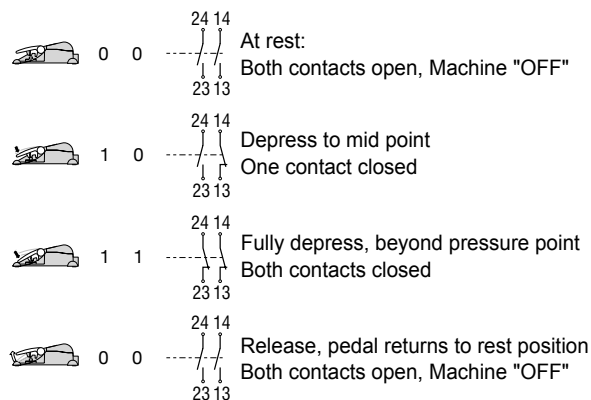 24 14
0 0
At rest:
Both contacts open, Machine "OFF"
23 13
24 14
1 0
Depress to mid point
One contact closed
23 13
24 14
1 1
Fully depress, beyond pressure point
Both contacts closed
23 13
24 14
0 0
Release, pedal returns to rest position
Both contacts open, Machine "OFF"
23 13